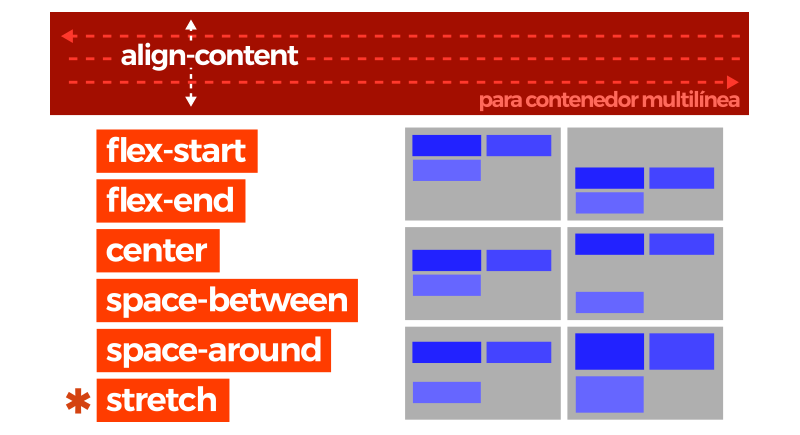 align-content
para contenedor multilínea
flex-start
flex-end
center
space-between
space-around
* stretch